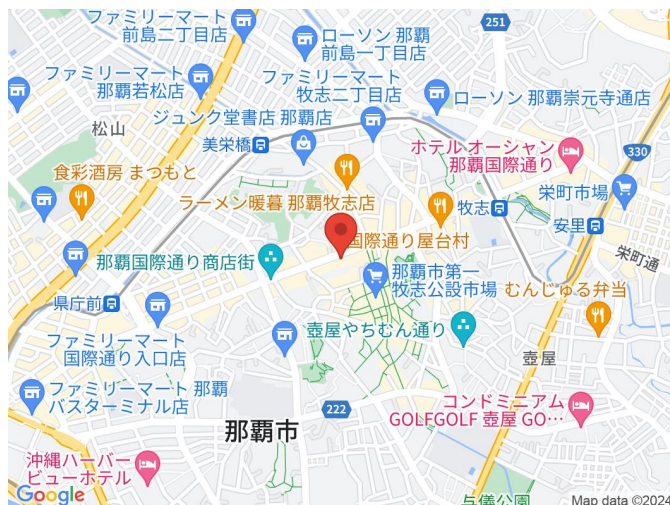 ファミリーマート
前島二丁目店
ローソン 那覇
前島一丁目店
251
ファミリーマート
那覇若松店
ファミリーマート
牧志二丁目店
ローソン 那覇崇元寺通店
松山
ジュンク堂書店 那覇店
美栄橋
ホテル オーシャン
那覇国際通り
330
食彩酒房 まつもと
栄町市場
ラーメン暖暮 那覇牧志店
牧志
安里
栄町通
国際通り屋台村
那覇国際通り商店街
那覇市第一
牧志公設市場
むんじゅる弁当
県庁前
壺屋やちむん通り
ファミリーマート
国際通り入口店
壺屋
ファミリーマート 那覇
バスターミナル店
222
コンドミニアム
GOLFGOLF 壺屋 GO…
那覇市
沖縄ハーバー
ビューホテル
与儀公園
Google
Map data ©2024